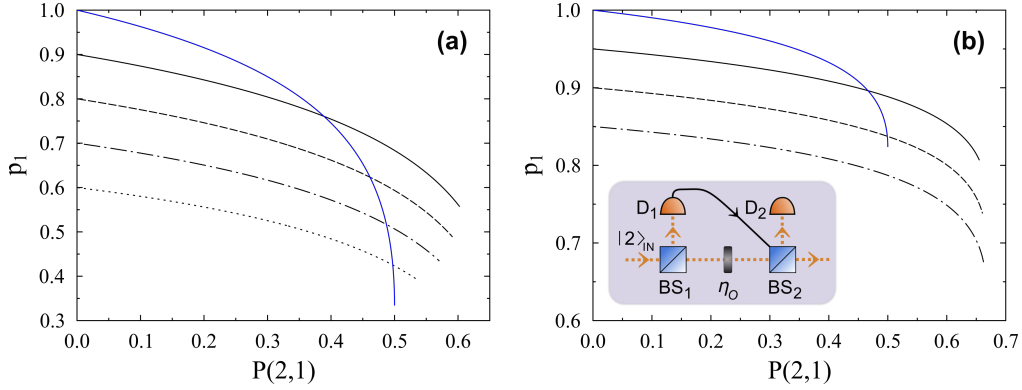 1.0
0.9
0.8
0.7
0.6
0.5
0.4
0.3
p₁
0.0 0.1 0.2 0.3 0.4 0.5 0.6
P(2,1)
(a)
1.0
0.9
0.8
0.7
0.6
p₁
0.0 0.1 0.2 0.3 0.4 0.5 0.6 0.7
P(2,1)
(b)
D₁ D₂
|2⟩IN
BS₁ ηO BS₂